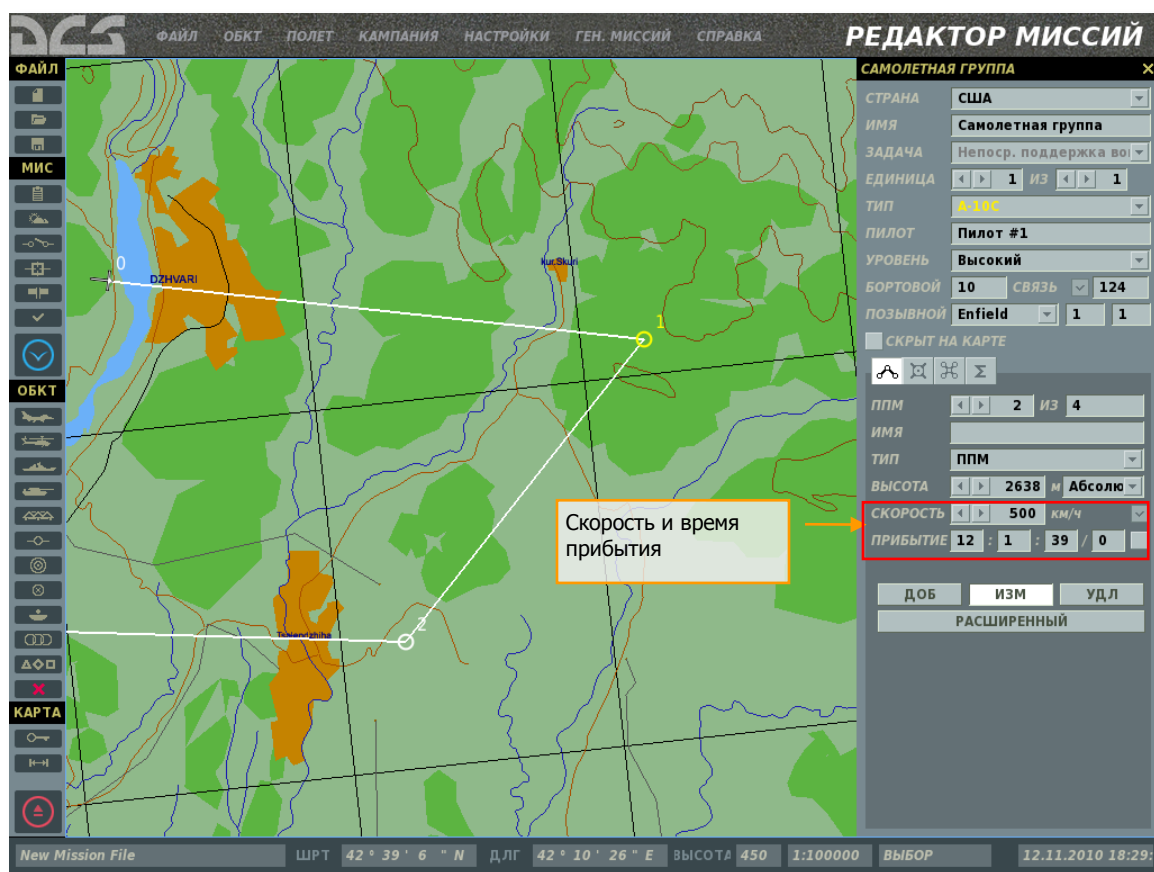 DCS ФАЙЛ ОБКТ ПОЛЕТ КАМПАНИЯ НАСТРОЙКИ ГЕН. МИССИЙ СПРАВКА РЕДАКТОР МИССИЙ
ФАЙЛ
МИС
ОБКТ
КАРТА
0
DZHVARI
kur.Skuri
1
2
Скорость и время
прибытия
САМОЛЕТНАЯ ГРУППА
СТРАНА США
ИМЯ Самолетная группа
ЗАДАЧА Непоср. поддержка во
ЕДИНИЦА 1 ИЗ 1
ТИП A-10C
ПИЛОТ Пилот #1
УРОВЕНЬ Высокий
БОРТОВОЙ 10 СВЯЗЬ 124
ПОЗЫВНОЙ Enfield 1 1
СКРЫТ НА КАРТЕ
Σ
ППМ 2 ИЗ 4
ИМЯ
ТИП ППМ
ВЫСОТА 2638 м Абсолю
СКОРОСТЬ 500 км/ч
ПРИБЫТИЕ 12 : 1 : 39 / 0
ДОБ ИЗМ УДЛ
РАСШИРЕННЫЙ
New Mission File ШРТ 42 ° 39 ' 6 " N ДЛГ 42 ° 10 ' 26 " E ВЫСОТА 450 1:100000 ВЫБОР 12.11.2010 18:29: